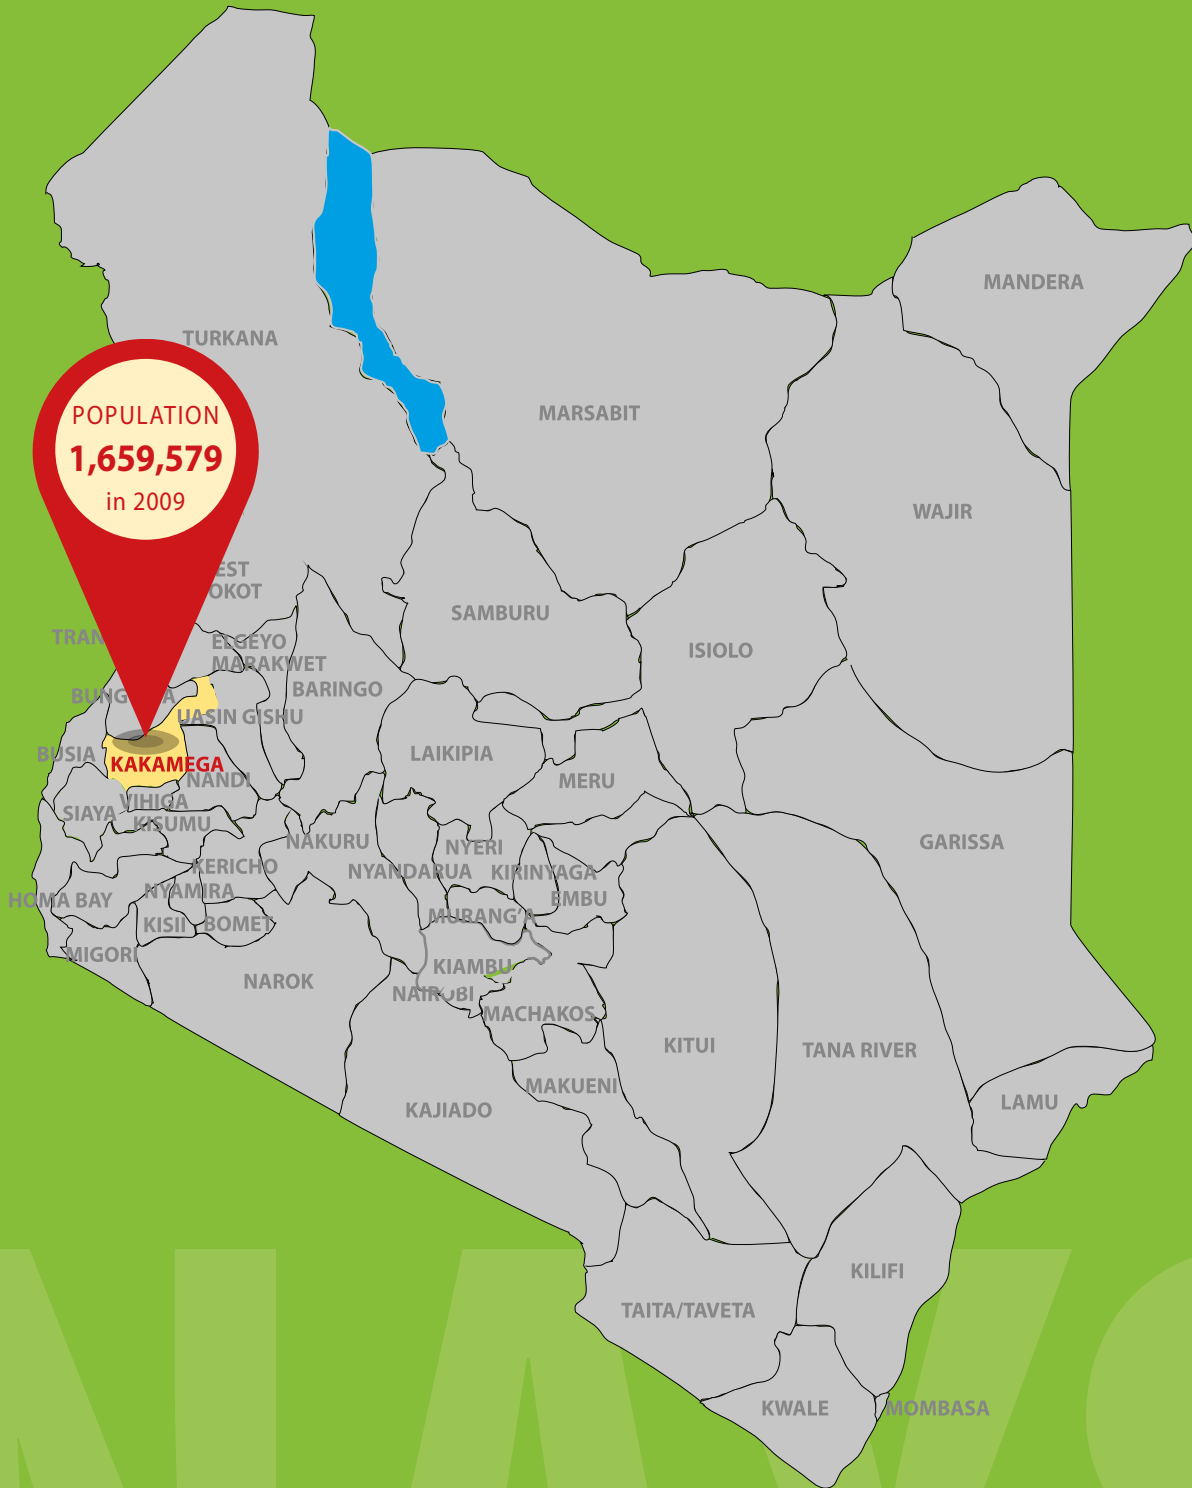 MANDERA
TURKANA
MARSABIT
POPULATION
1,659,579
in 2009
WAJIR
SAMBURU
ISIOLO
ELGEYO
MARAKWET
BARINGO
UASIN GISHU
BUSIA
KAKAMEGA
NANDI
LAIKIPIA
MERU
VIHIGA
SIAYA
KISUMU
NAKURU
NYERI
GARISSA
KERICHO
NYANDARUA
KIRINYAGA
NYAMIRA
HOMA BAY
EMBU
MURANG'A
KISII
BOMET
MIGORI
KIAMBU
NAROK
NAIROBI
MACHAKOS
KITUI
TANA RIVER
MAKUENI
LAMU
KAJIADO
KILIFI
TAITA/TAVETA
KWALE
MOMBASA